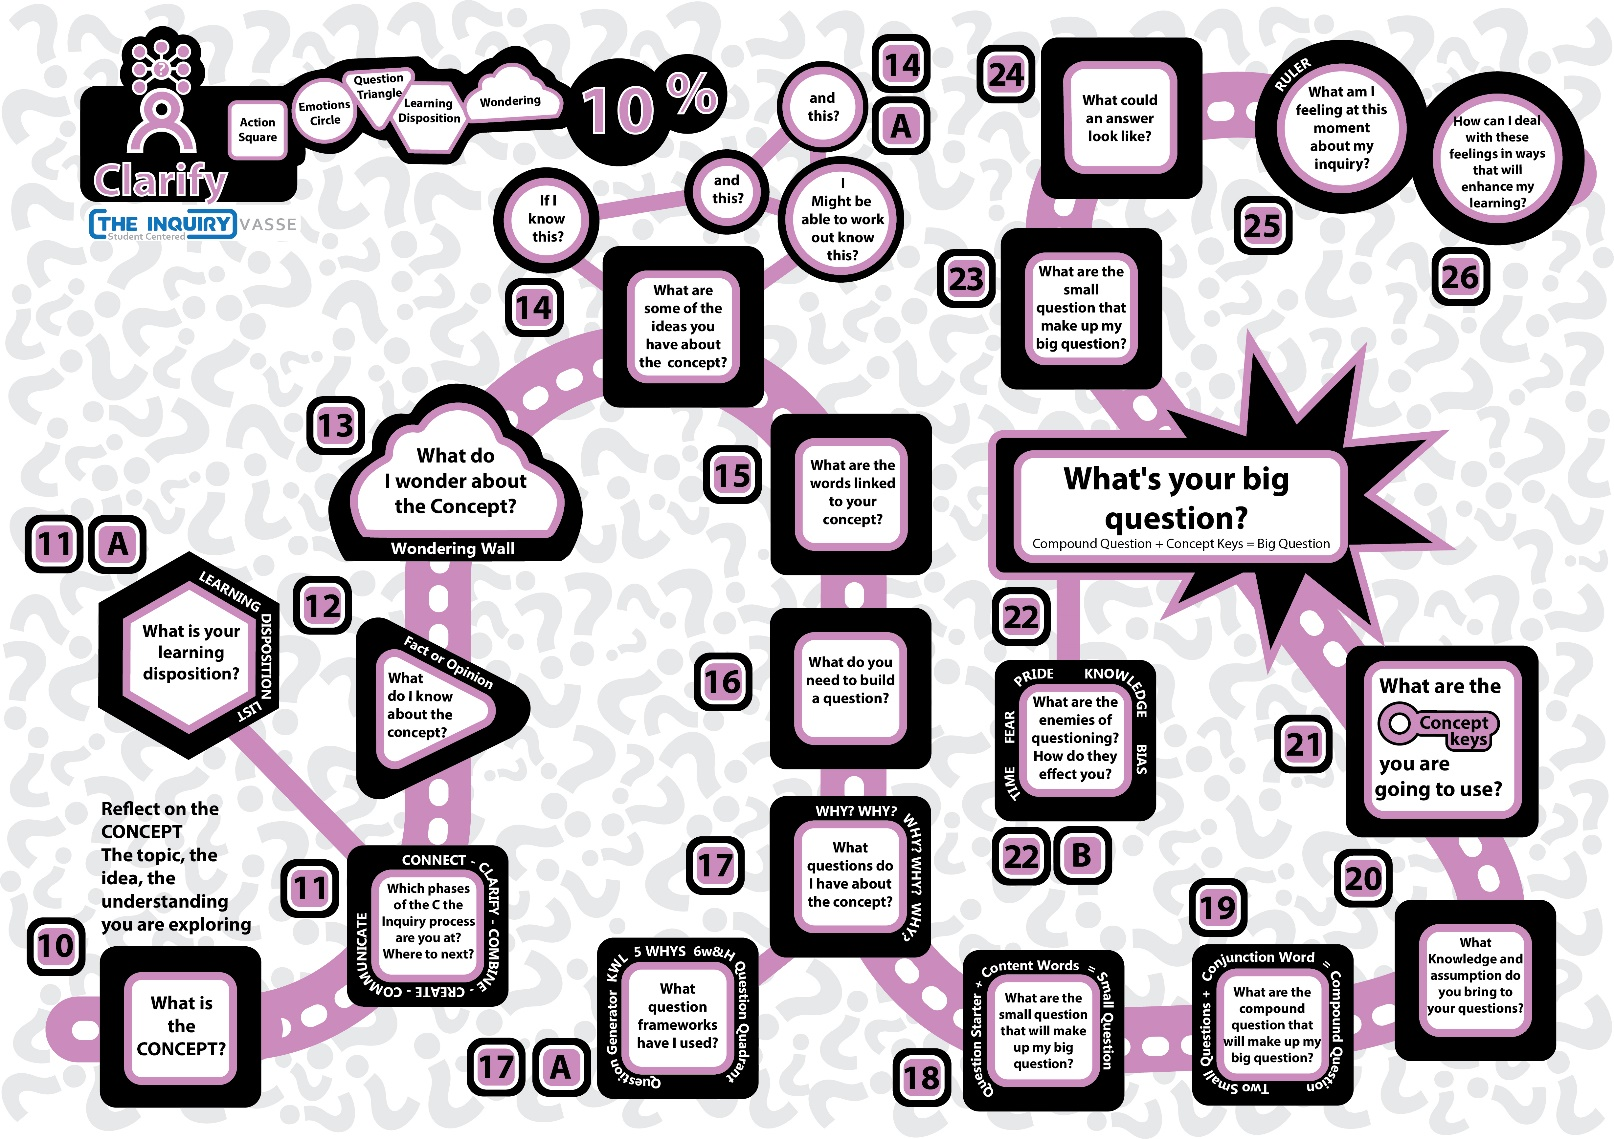 Clarify
THE INQUIRY VASSE
Student Centered
Action
Square
Emotions
Circle
Question
Triangle
Learning
Disposition
Wondering
10 %
10
Reflect on the
CONCEPT
The topic, the
idea, the
understanding
you are exploring
What is
the
CONCEPT?
11
CONNECT - CLARIFY - COMBINE - CREATE - COMMUNICATE
Which phases
of the C the
Inquiry process
are you at?
Where to next?
11 A
LEARNING DISPOSITION LIST
What is your
learning
disposition?
12
Fact or Opinion
What
do I know
about the
concept?
13
What do
I wonder about
the Concept?
Wondering Wall
14
What are
some of the
ideas you
have about
the concept?
If I
know
this?
and
this?
14
A
and
this?
I
Might be
able to work
out know
this?
15
What are the
words linked
to your
concept?
16
What do you
need to build
a question?
17
WHY? WHY? WHY? WHY? WHY?
What
questions do
I have about
the concept?
17 A
Question Generator KWL 5 WHYS 6w&H Question Quadrant
What
question
frameworks
have I used?
18
Question Starter + Content Words = Small Question
What are the
small question
that will make
up my big
question?
19
Two Small Questions + Conjunction Word = Compound Question
What are the
compound
question that
will make up my
big question?
20
What
Knowledge and
assumption do
you bring to
your questions?
21
What are the
Concept
keys
you are
going to use?
What's your big
question?
Compound Question + Concept Keys = Big Question
22
TIME FEAR PRIDE KNOWLEDGE BIAS
What are the
enemies of
questioning?
How do they
effect you?
22 B
23
What are the
small
question that
make up my
big question?
24
What could
an answer
look like?
25
RULER
What am I
feeling at this
moment
about my
inquiry?
26
How can I deal
with these
feelings in ways
that will
enhance my
learning?